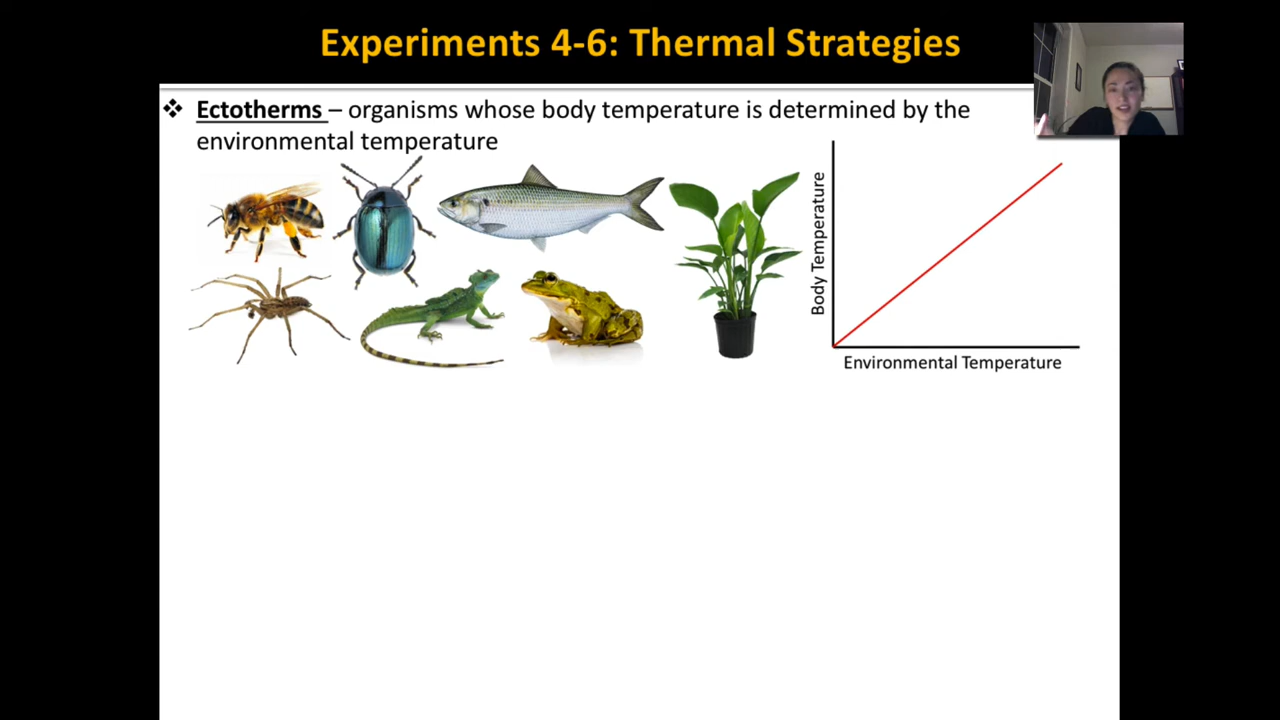 Experiments 4-6: Thermal Strategies
❖ Ectotherms – organisms whose body temperature is determined by the
environmental temperature
Body Temperature
Environmental Temperature